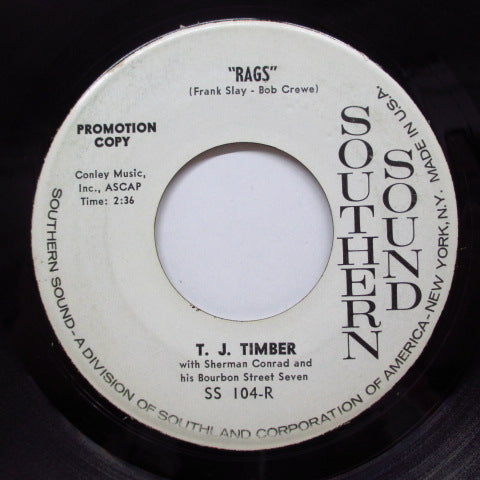 "RAGS"
(Frank Slay - Bob Crewe)
PROMOTION
COPY
Conley Music,
Inc., ASCAP
Time: 2:36
SOUTHERN
SOUND
T. J. TIMBER
with Sherman Conrad and
his Bourbon Street Seven
SS 104-R
SOUTHERN SOUND-A DIVISION OF SOUTHLAND CORPORATION OF AMERICA-NEW YORK, N.Y. MADE IN U.S.A.